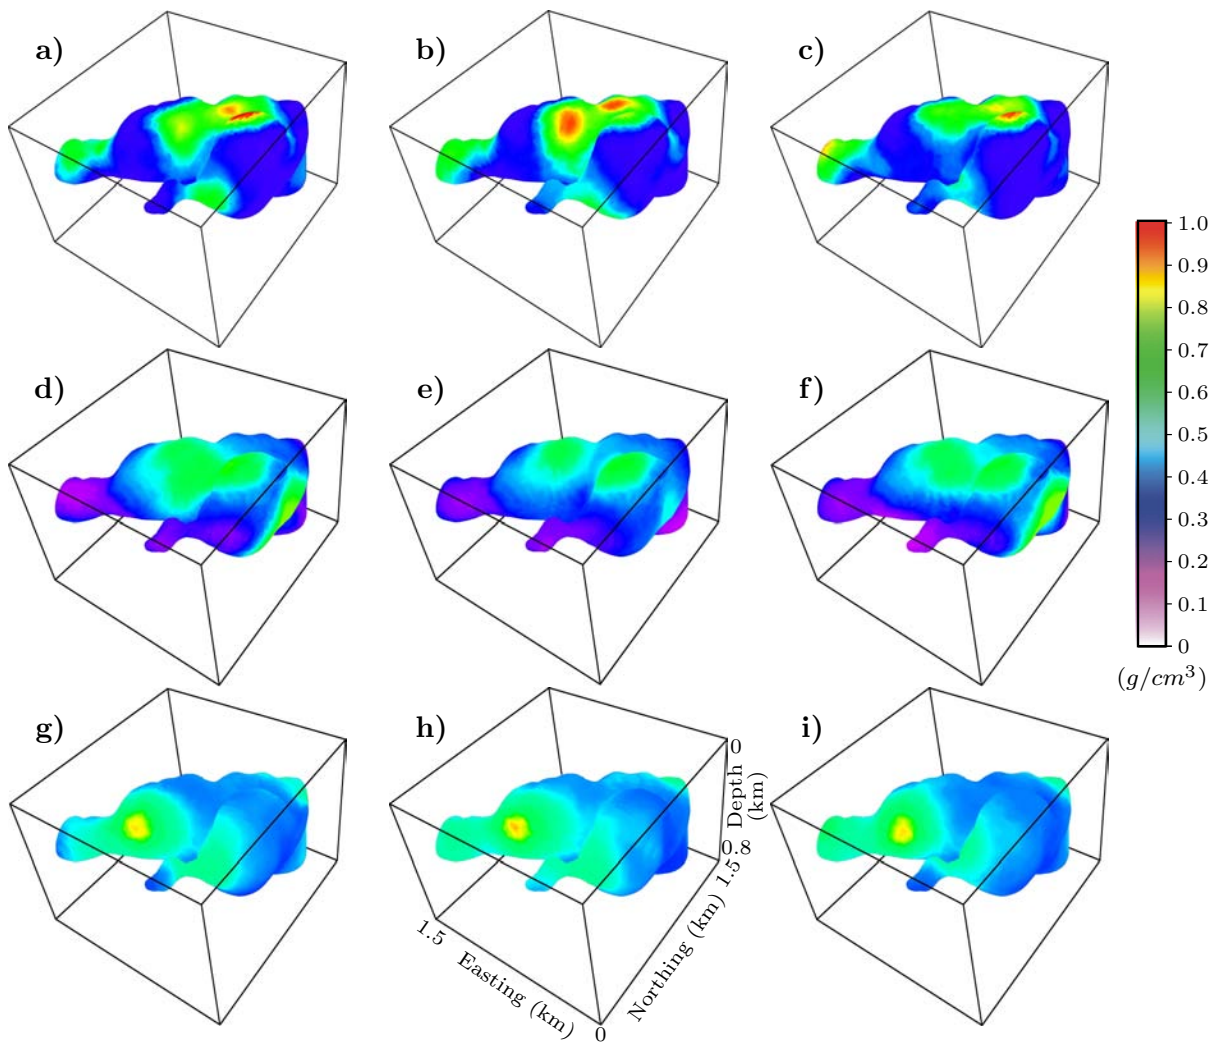 a)
b)
c)
1.0
0.9
0.8
0.7
0.6
0.5
0.4
0.3
0.2
0.1
0
(g/cm³)
d)
e)
f)
g)
h)
i)
0
Depth
(km)
0.8
1.5
Northing (km)
1.5
Easting (km)
0